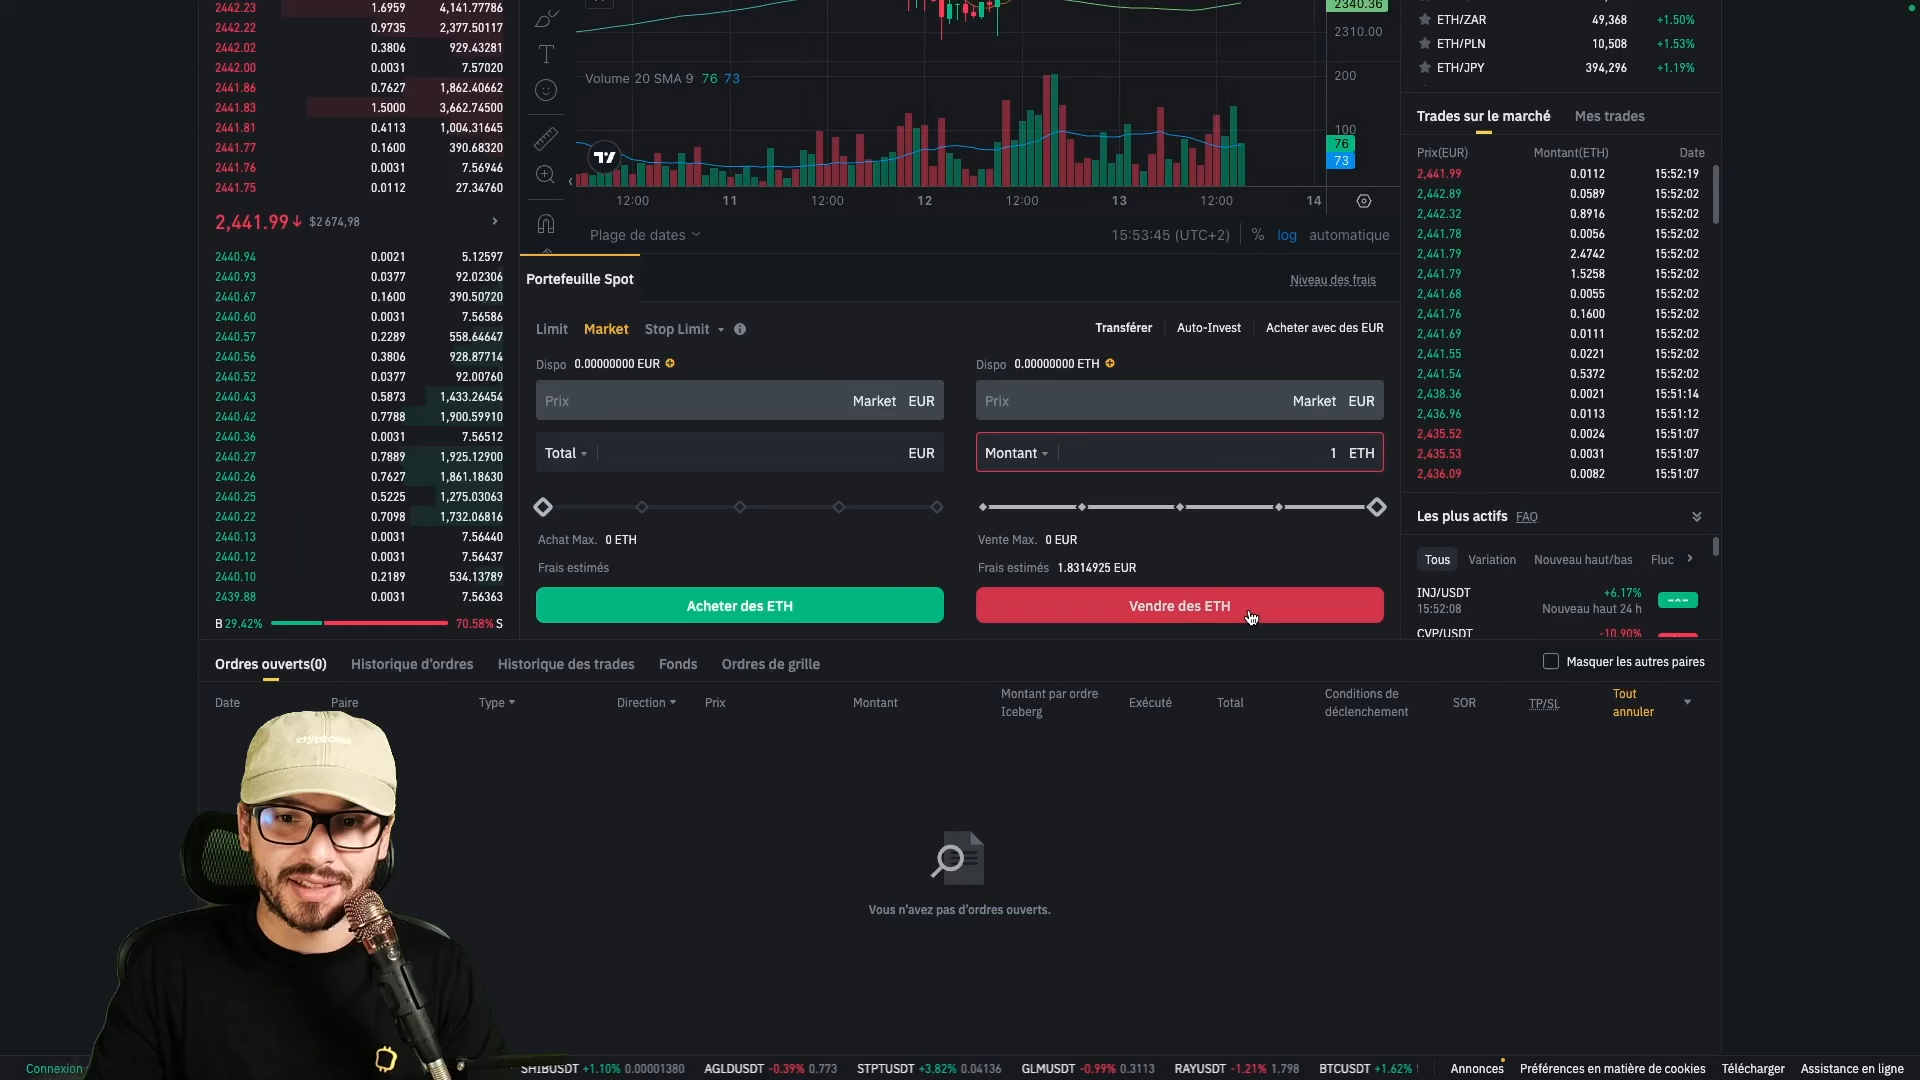 2442.23 1.6959 4,141.77786
2442.22 0.9735 2,377.50117
2442.02 0.3806 929.43281
2442.00 0.0031 7.57020
2441.86 0.7627 1,862.40662
2441.83 1.5000 3,662.74500
2441.81 0.4113 1,004.31645
2441.77 0.1600 390.68320
2441.76 0.0031 7.56946
2441.75 0.0112 27.34760
2,441.99↓ $2 674,98
2440.94 0.0021 5.12597
2440.93 0.0377 92.02306
2440.67 0.1600 390.50720
2440.60 0.0031 7.56586
2440.57 0.2289 558.64647
2440.56 0.3806 928.87714
2440.52 0.0377 92.00760
2440.43 0.5873 1,433.26454
2440.42 0.7788 1,900.59910
2440.36 0.0031 7.56512
2440.27 0.7889 1,925.12900
2440.26 0.7627 1,861.18630
2440.25 0.5225 1,275.03063
2440.22 0.7098 1,732.06816
2440.13 0.0031 7.56440
2440.12 0.0031 7.56437
2440.10 0.2189 534.13789
2439.88 0.0031 7.56363
B 29.42% 70.58% S
2340.36
2310.00
Volume 20 SMA 9 76 73
200
100
76
73
12:00 11 12:00 12 12:00 13 12:00 14
Plage de dates 15:53:45 (UTC+2) % log automatique
Portefeuille Spot Niveau des frais
Limit Market Stop Limit Transférer Auto-Invest Acheter avec des EUR
Dispo 0.00000000 EUR Dispo 0.00000000 ETH
Prix Market EUR Prix Market EUR
Total EUR Montant 1 ETH
Achat Max. 0 ETH Vente Max. 0 EUR
Frais estimés Frais estimés 1.8314925 EUR
Acheter des ETH Vendre des ETH
ETH/ZAR 49,368 +1.50%
ETH/PLN 10,508 +1.53%
ETH/JPY 394,296 +1.19%
Trades sur le marché Mes trades
Prix(EUR) Montant(ETH) Date
2,441.99 0.0112 15:52:19
2,442.89 0.0589 15:52:02
2,442.32 0.8916 15:52:02
2,441.78 0.0056 15:52:02
2,441.79 2.4742 15:52:02
2,441.79 1.5258 15:52:02
2,441.68 0.0055 15:52:02
2,441.76 0.1600 15:52:02
2,441.69 0.0111 15:52:02
2,441.55 0.0221 15:52:02
2,441.54 0.5372 15:52:02
2,438.36 0.0021 15:51:14
2,436.96 0.0113 15:51:12
2,435.52 0.0024 15:51:07
2,435.53 0.0031 15:51:07
2,436.09 0.0082 15:51:07
Les plus actifs FAQ
Tous Variation Nouveau haut/bas Fluc
INJ/USDT +6.17%
15:52:08 Nouveau haut 24 h
CVP/USDT -10.90%
Ordres ouverts(0) Historique d'ordres Historique des trades Fonds Ordres de grille Masquer les autres paires
Date Paire Type Direction Prix Montant Montant par ordre Iceberg Exécuté Total Conditions de déclenchement SOR TP/SL Tout annuler
Vous n'avez pas d'ordres ouverts.
Connexion SHIBUSDT +1.10% 0.00001380 AGLDUSDT -0.39% 0.773 STPTUSDT +3.82% 0.04136 GLMUSDT -0.99% 0.3113 RAYUSDT -1.21% 1.798 BTCUSDT +1.62% Annonces Préférences en matière de cookies Télécharger Assistance en ligne